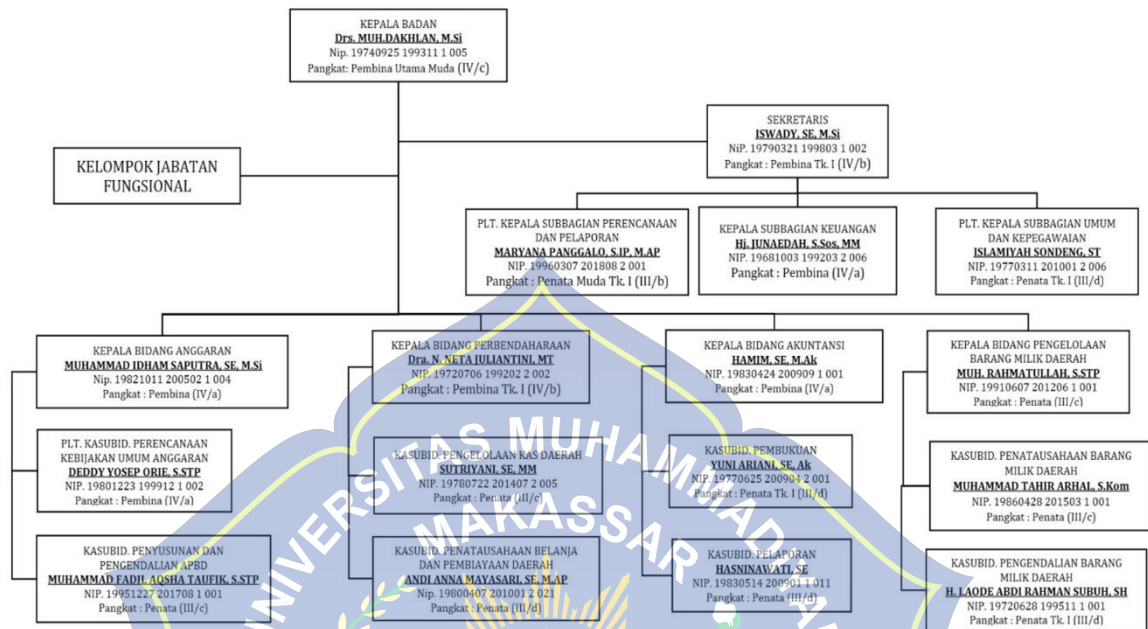 KEPALA BADAN
Drs. MUH.DAKHLAN, M.Si
Nip. 19740925 199311 1 005
Pangkat: Pembina Utama Muda (IV/c)
SEKRETARIS
ISWADY, SE, M.Si
NiP. 19790321 199803 1 002
Pangkat : Pembina Tk. I (IV/b)
KELOMPOK JABATAN
FUNGSIONAL
PLT. KEPALA SUBBAGIAN PERENCANAAN
DAN PELAPORAN
MARYANA PANGGALO, S.IP, M.AP
NIP. 19960307 201808 2 001
Pangkat : Penata Muda Tk. I (III/b)
KEPALA SUBBAGIAN KEUANGAN
Hj. JUNAEDAH, S.Sos, MM
NIP. 19681003 199203 2 006
Pangkat : Pembina (IV/a)
PLT. KEPALA SUBBAGIAN UMUM
DAN KEPEGAWAIAN
ISLAMIYAH SONDENG, ST
NIP. 19770311 201001 2 006
Pangkat : Penata Tk. I (III/d)
KEPALA BIDANG ANGGARAN
MUHAMMAD IDHAM SAPUTRA, SE, M.Si
Nip. 19821011 200502 1 004
Pangkat : Pembina (IV/a)
KEPALA BIDANG PERBENDAHARAAN
Dra. N. NETA JULIANTINI, MT
NIP. 19720706 199202 2 002
Pangkat : Pembina Tk. I (IV/b)
KEPALA BIDANG AKUNTANSI
HAMIM, SE, M.Ak
NIP. 19830424 200909 1 001
Pangkat : Pembina (IV/a)
KEPALA BIDANG PENGELOLAAN
BARANG MILIK DAERAH
MUH. RAHMATULLAH, S.STP
NIP. 19910607 201206 1 001
Pangkat : Penata (III/c)
PLT. KASUBID. PERENCANAAN
KEBIJAKAN UMUM ANGGARAN
DEDDY YOSEP ORIE, S.STP
NIP. 19801223 199912 1 002
Pangkat : Pembina (IV/a)
KASUBID. PENGELOLAAN KAS DAERAH
SUTRIYANI, SE, MM
NIP. 19780722 201407 2 005
Pangkat : Penata (III/c)
KASUBID. PEMBUKUAN
YUNI ARIANI, SE, Ak
NIP. 19770625 200904 2 001
Pangkat : Penata Tk. I (III/d)
KASUBID. PENATAUSAHAAN BARANG
MILIK DAERAH
MUHAMMAD TAHIR ARHAL, S.Kom
NIP. 19860428 201503 1 001
Pangkat : Penata (III/c)
KASUBID. PENYUSUNAN DAN
PENGENDALIAN APBD
MUHAMMAD FADIL AQSHA TAUFIK, S.STP
NIP. 19951227 201708 1 001
Pangkat : Penata (III/c)
KASUBID. PENATAUSAHAAN BELANJA
DAN PEMBIAYAAN DAERAH
ANDI ANNA MAYASARI, SE, M.AP
Nip. 19800407 201001 2 021
Pangkat : Penata (III/d)
KASUBID. PELAPORAN
HASNINAWATI, SE
NIP. 19830514 200901 1 011
Pangkat : Penata (III/d)
KASUBID. PENGENDALIAN BARANG
MILIK DAERAH
H. LAODE ABDI RAHMAN SUBUH, SH
NIP. 19720628 199511 1 001
Pangkat : Penata Tk. I (III/d)
UNIVERSITAS MUHAMMADIYAH
MAKASSAR